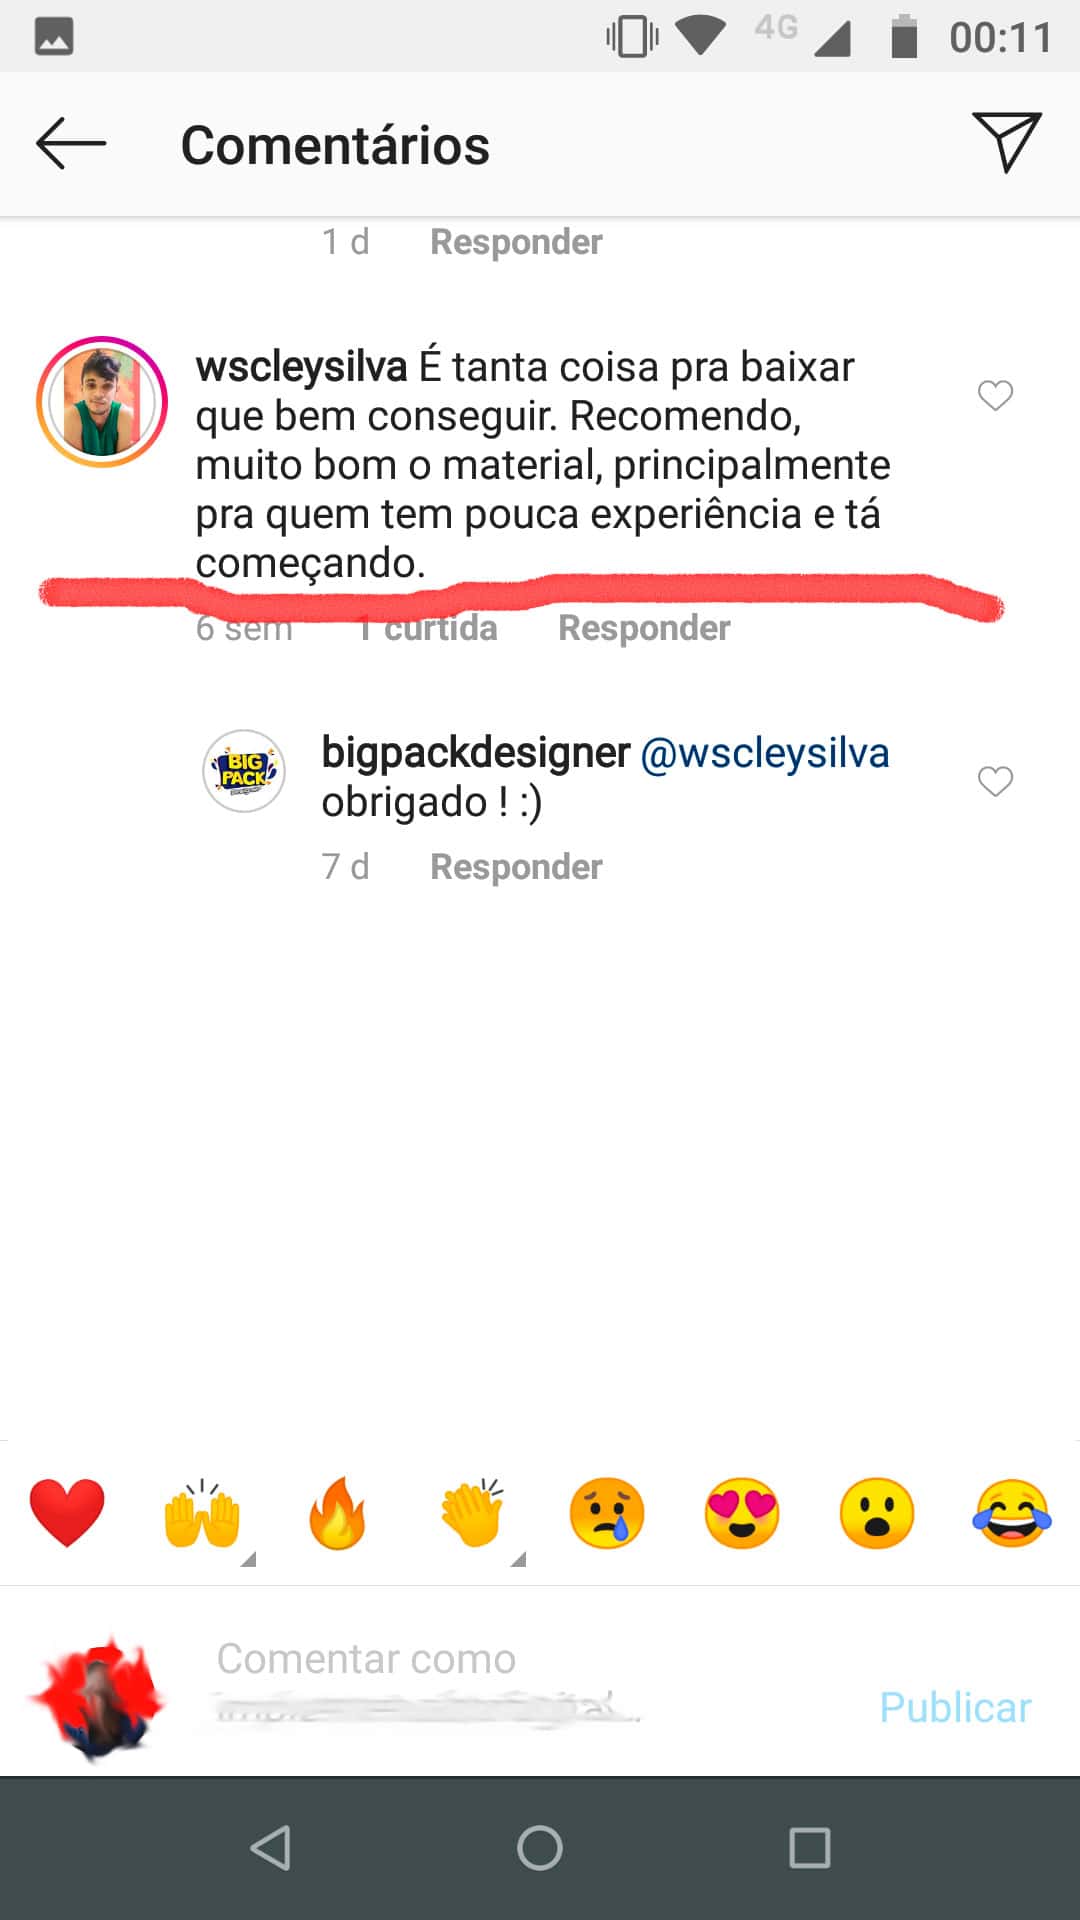 4G 00:11
Comentários
1 d Responder
wscleysilva É tanta coisa pra baixar
que bem conseguir. Recomendo,
muito bom o material, principalmente
pra quem tem pouca experiência e tá
começando.
6 sem 1 curtida Responder
BIG
PACK
bigpackdesigner @wscleysilva
obrigado ! :)
7 d Responder
Comentar como
Publicar